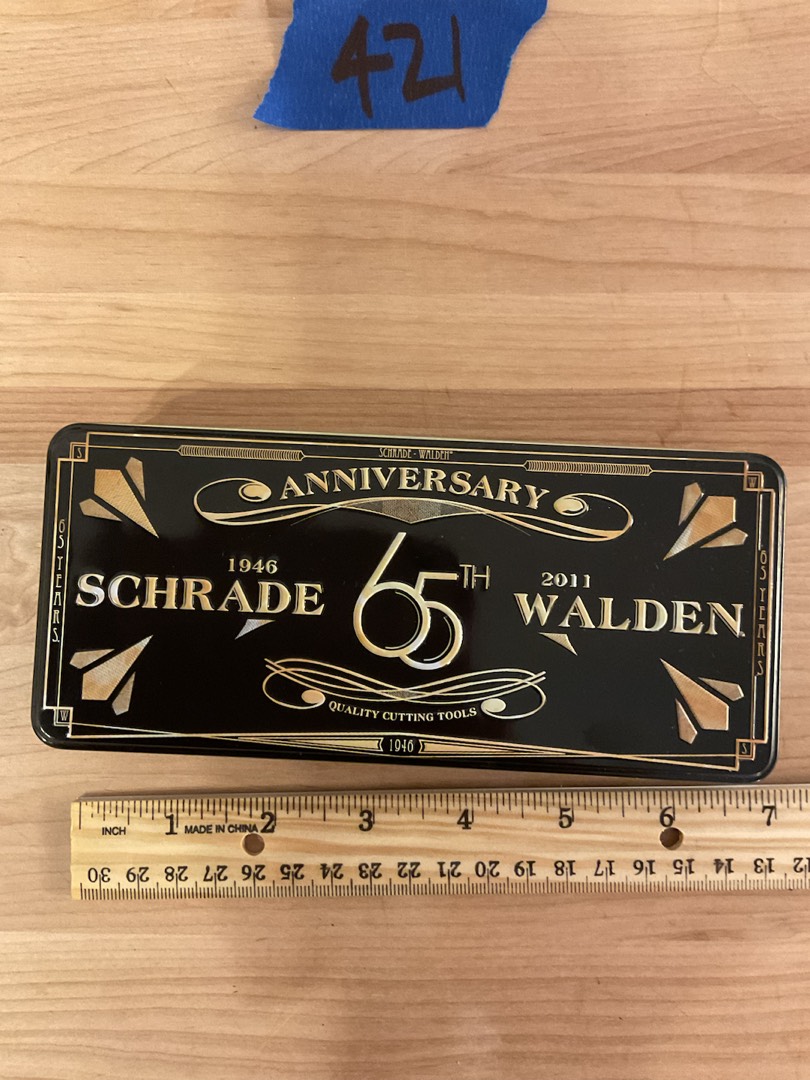 421
SCHRADE - WALDEN
ANNIVERSARY
1946
2011
SCHRADE 65TH WALDEN
QUALITY CUTTING TOOLS
1946
65 YEARS
65 YEARS
S
W
W
S
INCH 1 MADE IN CHINA 2 3 4 5 6 7
30 29 28 27 26 25 24 23 22 21 20 19 18 17 16 15 14 13 12